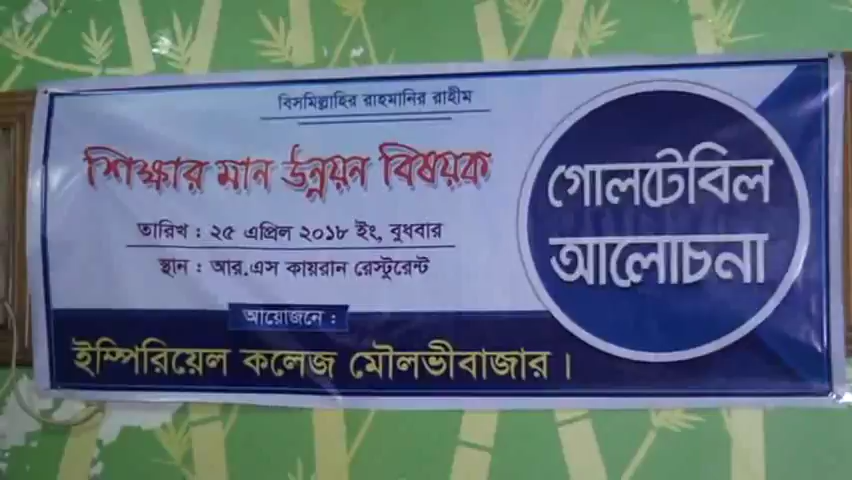 বিসমিল্লাহির রাহমানির রাহীম
শিক্ষার মান উন্নয়ন বিষয়ক
গোলটেবিল
আলোচনা
তারিখ : ২৫ এপ্রিল ২০১৮ ইং, বুধবার
স্থান : আর.এস কায়রান রেস্টুরেন্ট
আয়োজনে :
ইম্পিরিয়েল কলেজ মৌলভীবাজার।